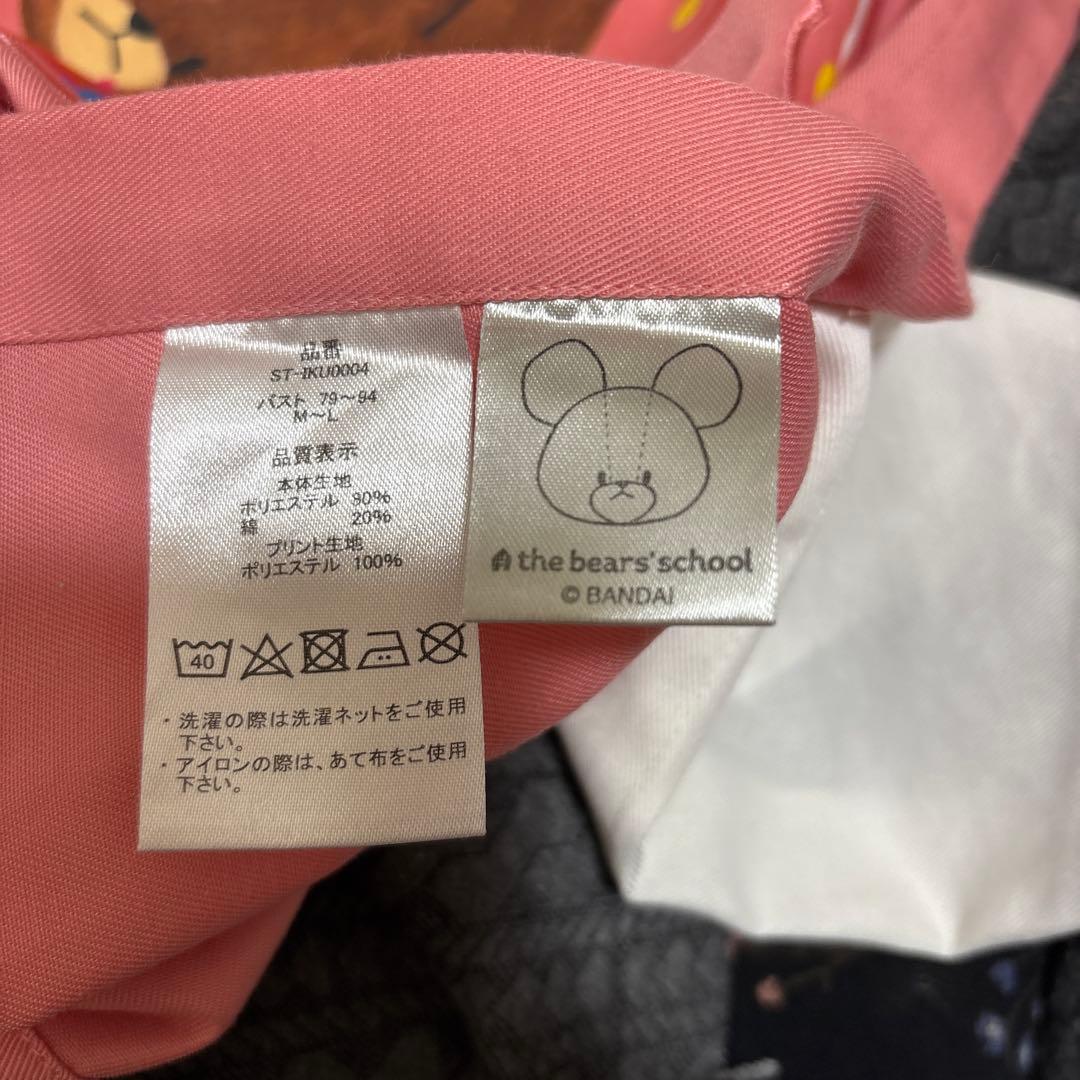 品番
ST-IKU0004
バスト 79～94
M～L
品質表示
本体生地
ポリエステル 80%
綿 20%
プリント生地
ポリエステル 100%
40
・洗濯の際は洗濯ネットをご使用
下さい。
・アイロンの際は、あて布をご使用
下さい。
the bears' school
© BANDAI